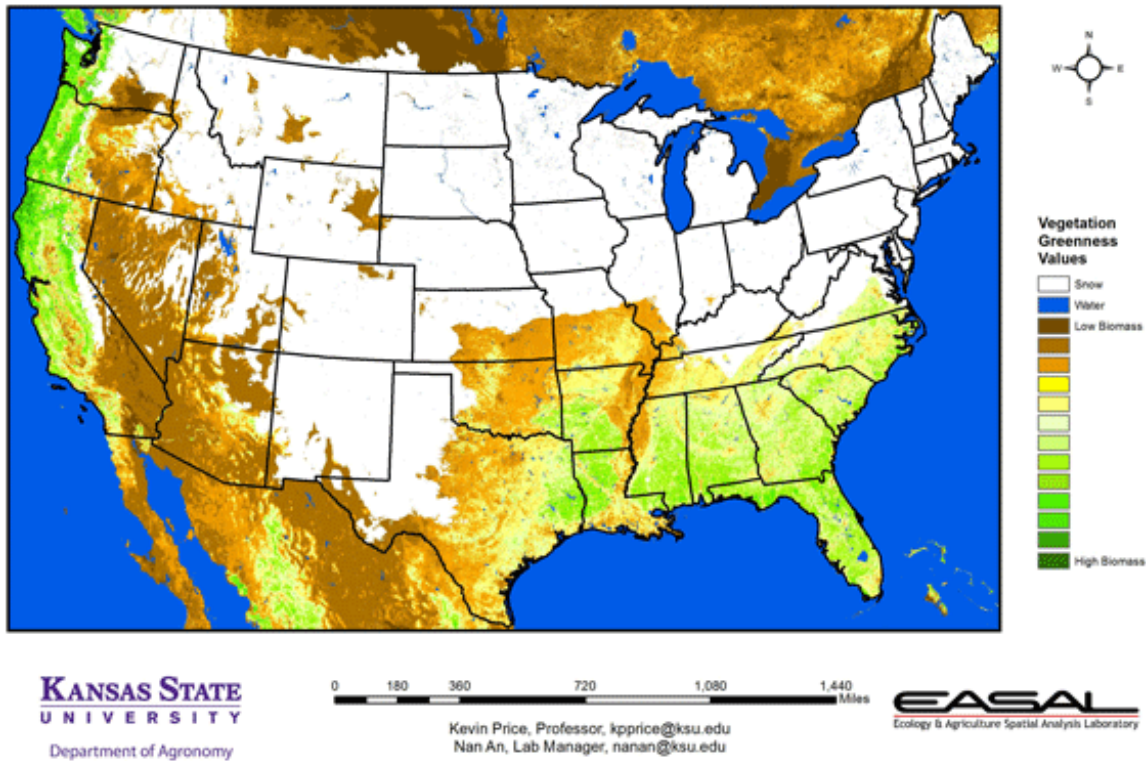 N
W E
S
Vegetation
Greenness
Values
Snow
Water
Low Biomass
High Biomass
KANSAS STATE
UNIVERSITY
Department of Agronomy
0 180 360 720 1,080 1,440
Miles
Kevin Price, Professor, kpprice@ksu.edu
Nan An, Lab Manager, nanan@ksu.edu
EASAL
Ecology & Agriculture Spatial Analysis Laboratory